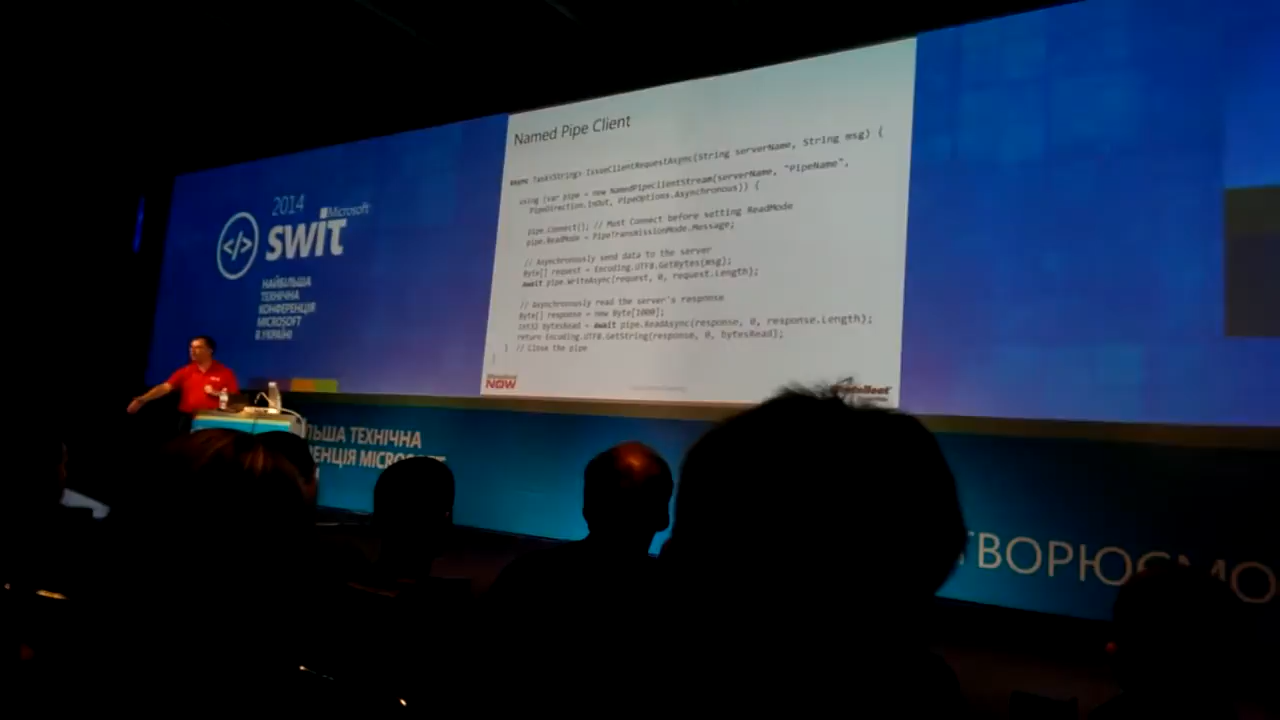 2014
Microsoft
</>
swit
НАЙБІЛЬША
ТЕХНІЧНА
КОНФЕРЕНЦІЯ
MICROSOFT
В УКРАЇНІ
Named Pipe Client
async Task<String> IssueClientRequestAsync(String serverName, String msg) {
using (var pipe = new NamedPipeClientStream(serverName, "PipeName",
PipeDirection.InOut, PipeOptions.Asynchronous)) {
pipe.Connect(); // Must Connect before setting ReadMode
pipe.ReadMode = PipeTransmissionMode.Message;
// Asynchronously send data to the server
Byte[] request = Encoding.UTF8.GetBytes(msg);
await pipe.WriteAsync(request, 0, request.Length);
// Asynchronously read the server's response
Byte[] response = new Byte[1000];
Int32 bytesRead = await pipe.ReadAsync(response, 0, response.Length);
return Encoding.UTF8.GetString(response, 0, bytesRead);
} // Close the pipe
}
NOW
ЛЬША ТЕХНІЧНА
ЕНЦІЯ MICROSOFT
ТВОРЮЄМО